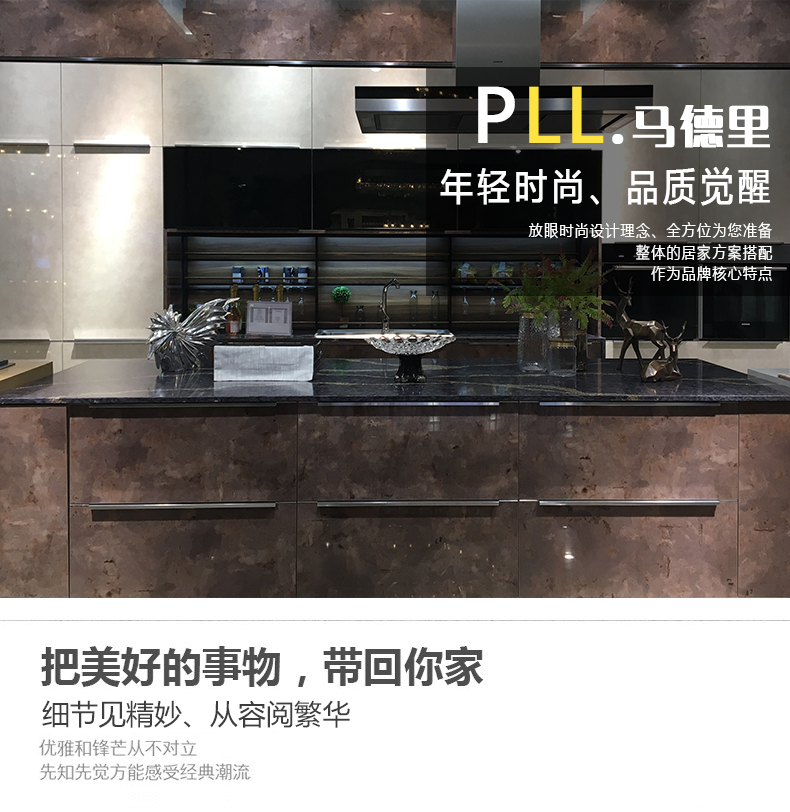 PLL.马德里
年轻时尚、品质觉醒
放眼时尚设计理念、全方位为您准备
整体的居家方案搭配
作为品牌核心特点
把美好的事物，带回你家
细节见精妙、从容阅繁华
优雅和锋芒从不对立
先知先觉方能感受经典潮流